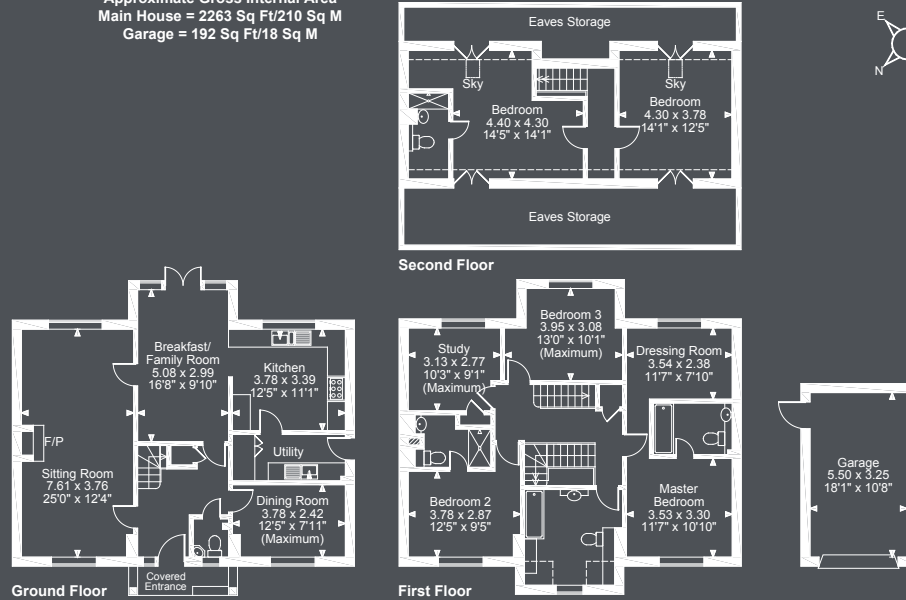 Approximate Gross Internal Area
Main House = 2263 Sq Ft/210 Sq M
Garage = 192 Sq Ft/18 Sq M
E
N
Eaves Storage
Sky
Sky
Bedroom
4.40 x 4.30
14'5" x 14'1"
Bedroom
4.30 x 3.78
14'1" x 12'5"
Eaves Storage
Second Floor
Breakfast/
Family Room
5.08 x 2.99
16'8" x 9'10"
Kitchen
3.78 x 3.39
12'5" x 11'1"
F/P
Sitting Room
7.61 x 3.76
25'0" x 12'4"
Utility
Dining Room
3.78 x 2.42
12'5" x 7'11"
(Maximum)
Covered
Entrance
Ground Floor
Bedroom 3
3.95 x 3.08
13'0" x 10'1"
(Maximum)
Study
3.13 x 2.77
10'3" x 9'1"
(Maximum)
Dressing Room
3.54 x 2.38
11'7" x 7'10"
Bedroom 2
3.78 x 2.87
12'5" x 9'5"
Master
Bedroom
3.53 x 3.30
11'7" x 10'10"
First Floor
Garage
5.50 x 3.25
18'1" x 10'8"